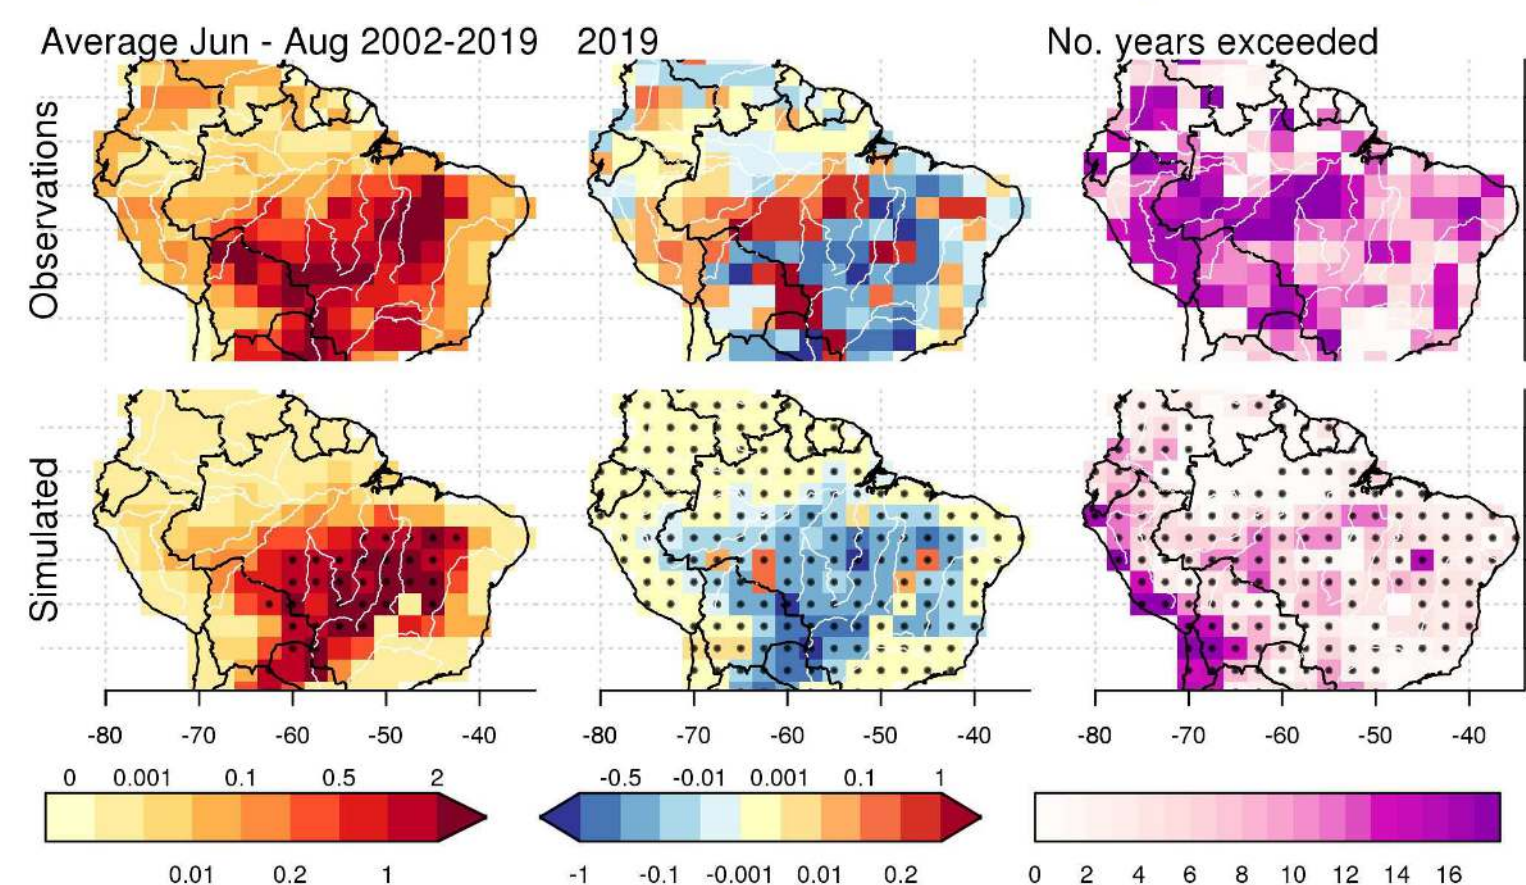 Average Jun - Aug 2002-2019 2019 No. years exceeded
Observations
Simulated
-80 -70 -60 -50 -40 -80 -70 -60 -50 -40 -80 -70 -60 -50 -40
0 0.001 0.1 0.5 2 -0.5 -0.01 0.001 0.1 1
0.01 0.2 1 -1 -0.1 -0.001 0.01 0.2 0 2 4 6 8 10 12 14 16